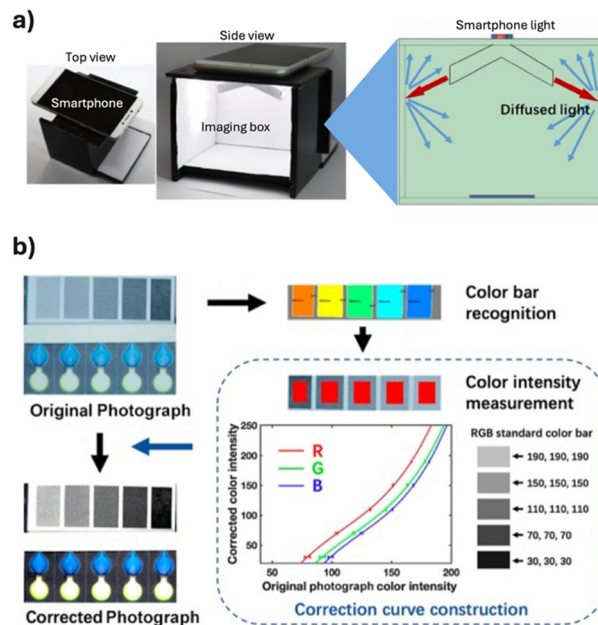 a)
Top view
Smartphone
Side view
Imaging box
Smartphone light
Diffused light
b)
Original Photograph
Color bar
recognition
Color intensity
measurement
Corrected Photograph
Corrected color intensity
250
200
150
100
50
R
G
B
50
100
150
200
Original photograph color intensity
RGB standard color bar
190, 190, 190
150, 150, 150
110, 110, 110
70, 70, 70
30, 30, 30
Correction curve construction